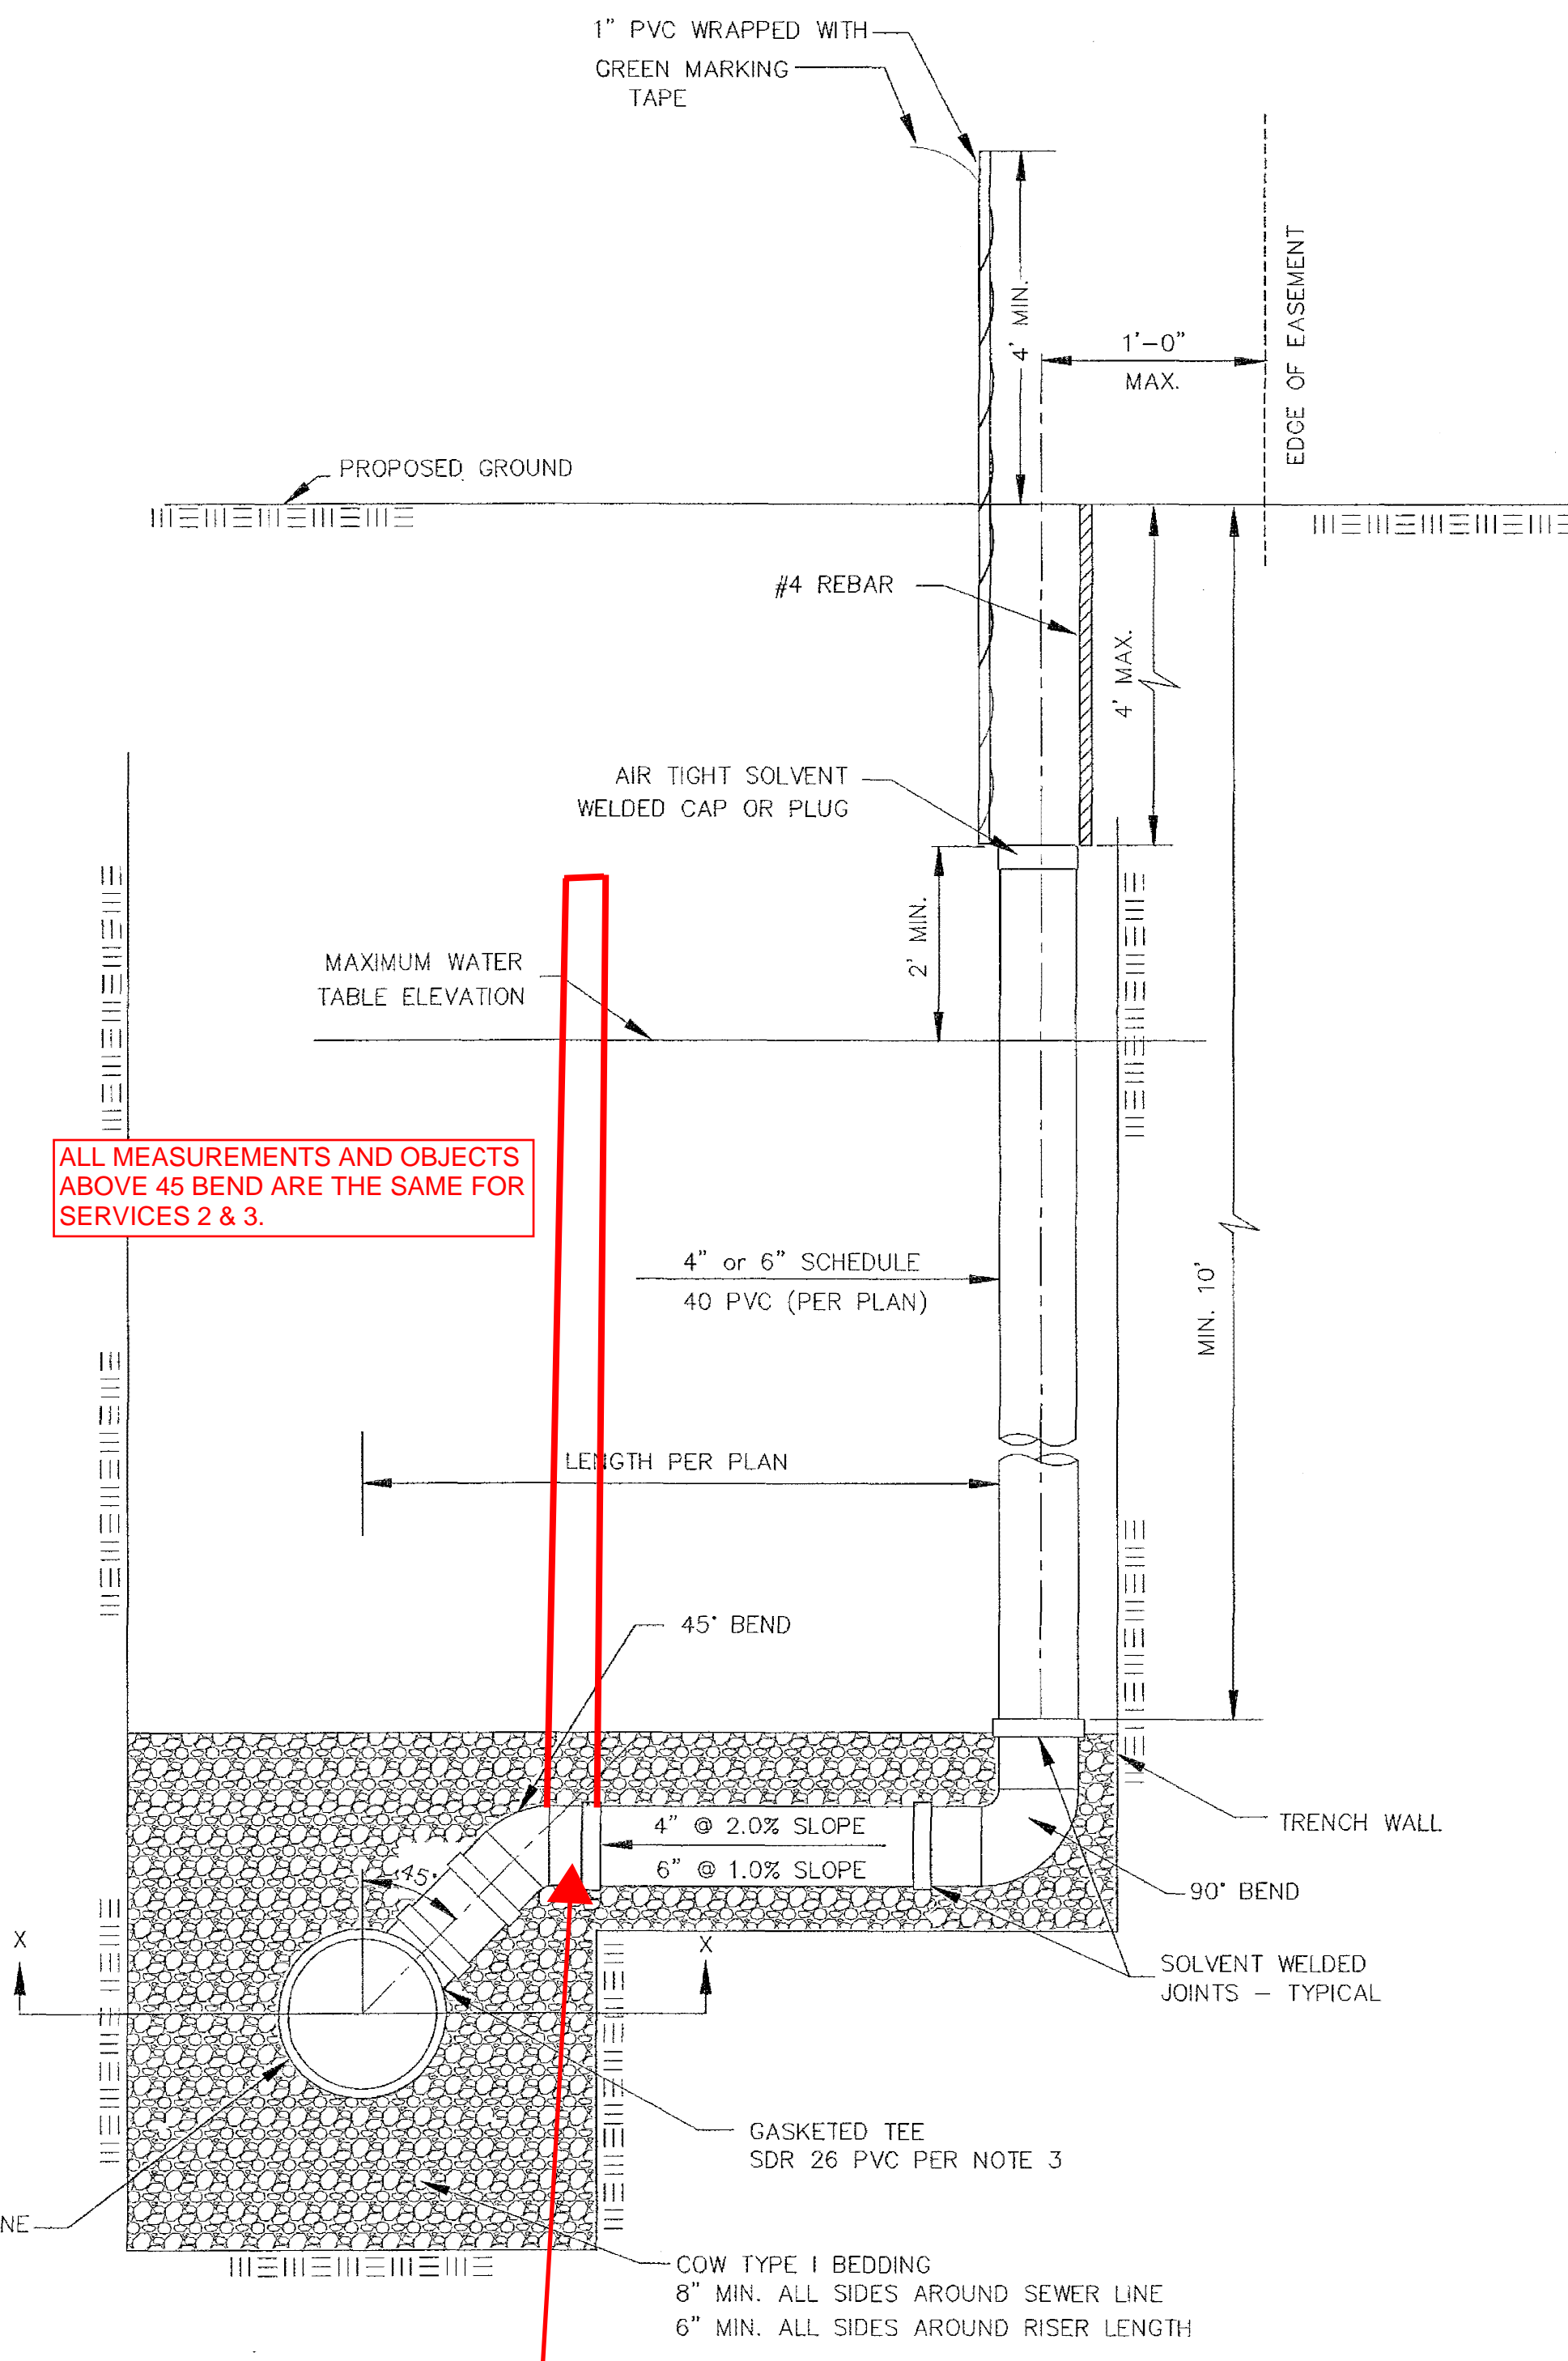 1" PVC WRAPPED WITH
GREEN MARKING
TAPE
4' MIN.
1'-0"
MAX.
EDGE OF EASEMENT
PROPOSED GROUND
#4 REBAR
4' MAX.
AIR TIGHT SOLVENT
WELDED CAP OR PLUG
2' MIN.
MAXIMUM WATER
TABLE ELEVATION
ALL MEASUREMENTS AND OBJECTS
ABOVE 45 BEND ARE THE SAME FOR
SERVICES 2 & 3.
4" or 6" SCHEDULE
40 PVC (PER PLAN)
MIN. 10'
LENGTH PER PLAN
45° BEND
4" @ 2.0% SLOPE
6" @ 1.0% SLOPE
TRENCH WALL
45°
90° BEND
X
X
SOLVENT WELDED
JOINTS - TYPICAL
GASKETED TEE
SDR 26 PVC PER NOTE 3
NE
COW TYPE I BEDDING
8" MIN. ALL SIDES AROUND SEWER LINE
6" MIN. ALL SIDES AROUND RISER LENGTH